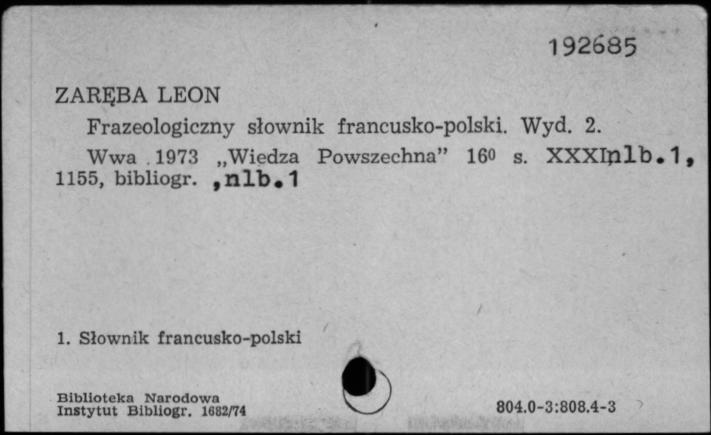 192685
ZARĘBA LEON
Frazeologiczny słownik francusko-polski. Wyd. 2.
Wwa 1973 „Wiedza Powszechna” 16⁰ s. XXXI, nlb.1,
1155, bibliogr. ,nlb.1
1. Słownik francusko-polski
Biblioteka Narodowa
Instytut Bibliogr. 1682/74
804.0-3:808.4-3